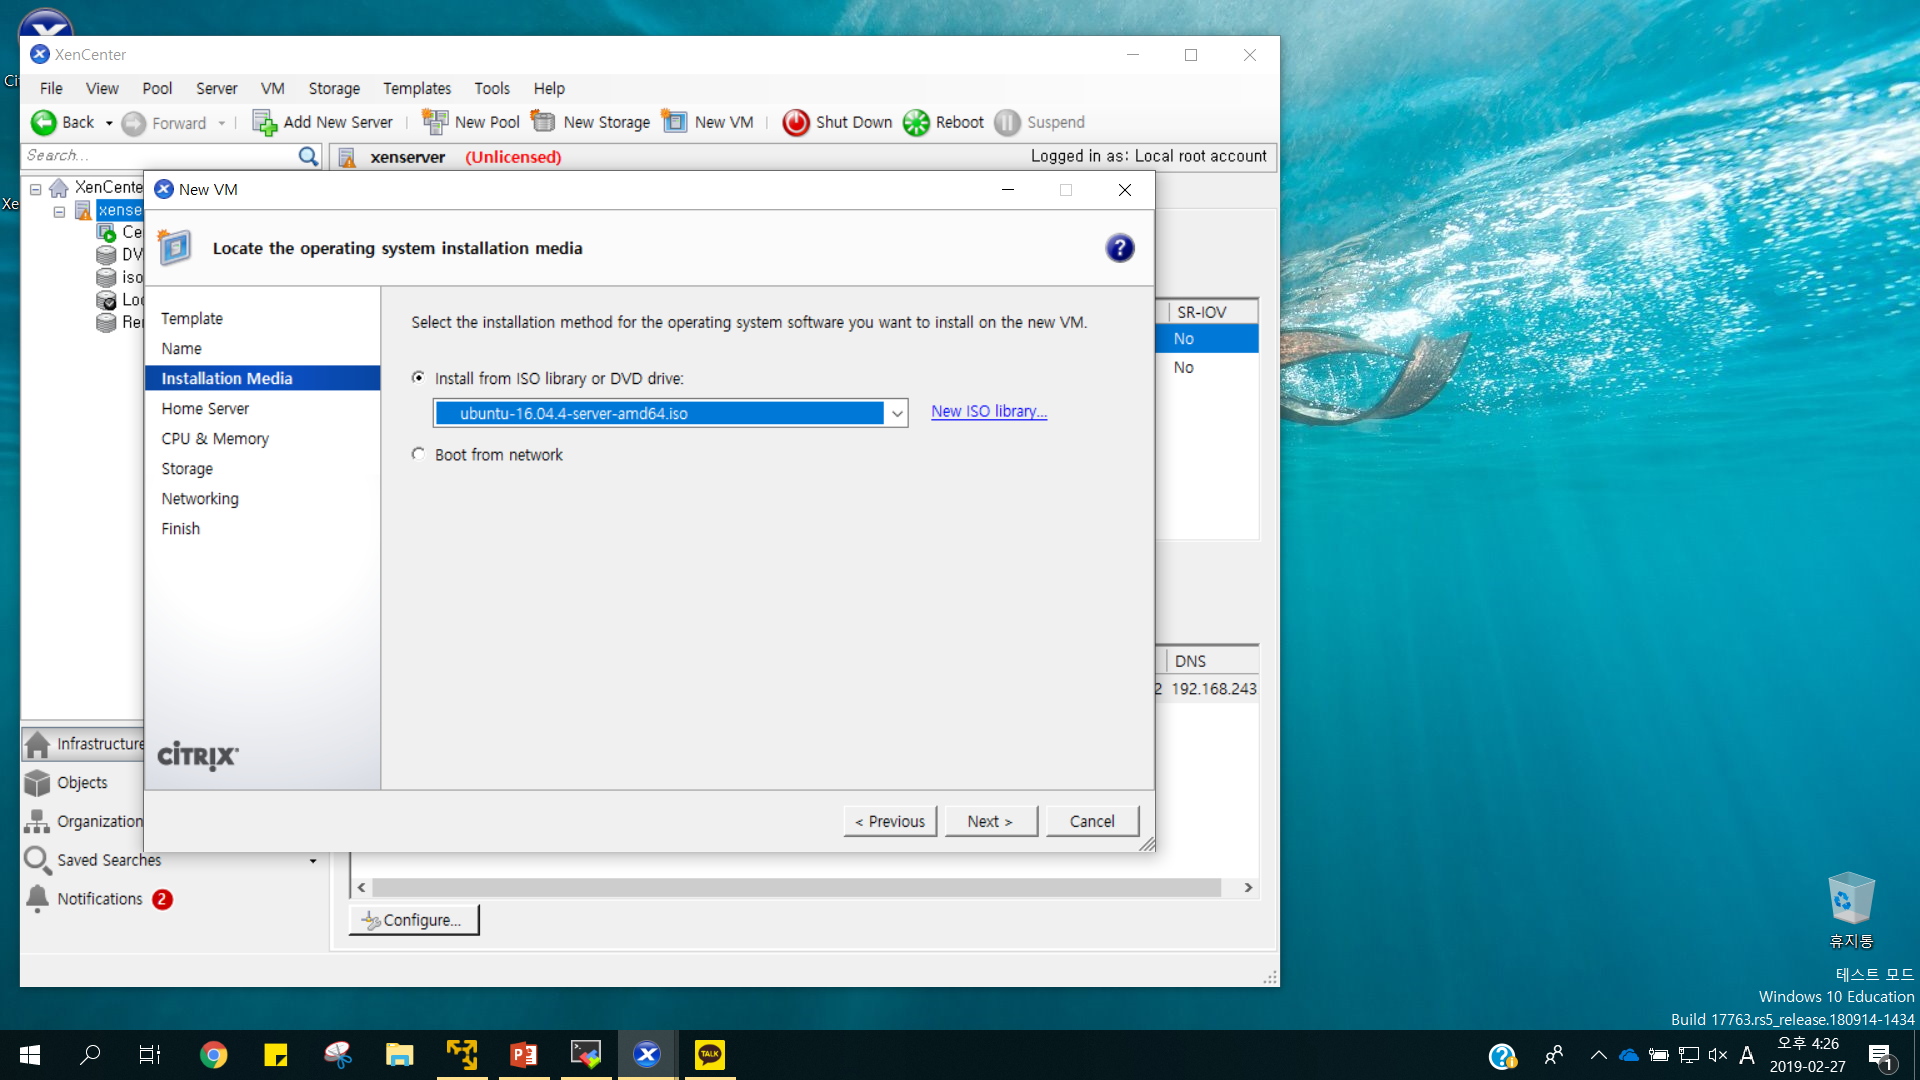 XenCenter
File View Pool Server VM Storage Templates Tools Help
Back Forward Add New Server New Pool New Storage New VM Shut Down Reboot Suspend
Search...
xenserver (Unlicensed) Logged in as: Local root account
XenCente
xense
Ce
DV
iso
Loc
Re
New VM
Locate the operating system installation media
?
Template
Name
Installation Media
Home Server
CPU & Memory
Storage
Networking
Finish
CITRIX
Select the installation method for the operating system software you want to install on the new VM.
Install from ISO library or DVD drive:
ubuntu-16.04.4-server-amd64.iso
New ISO library...
Boot from network
< Previous Next > Cancel
SR-IOV
No
No
DNS
2 192.168.243
Infrastructure
Objects
Organization
Saved Searches
Notifications 2
Configure...
Ci
Xe
휴지통
테스트 모드
Windows 10 Education
Build 17763.rs5_release.180914-1434
TALK
A
오후 4:26
2019-02-27
1